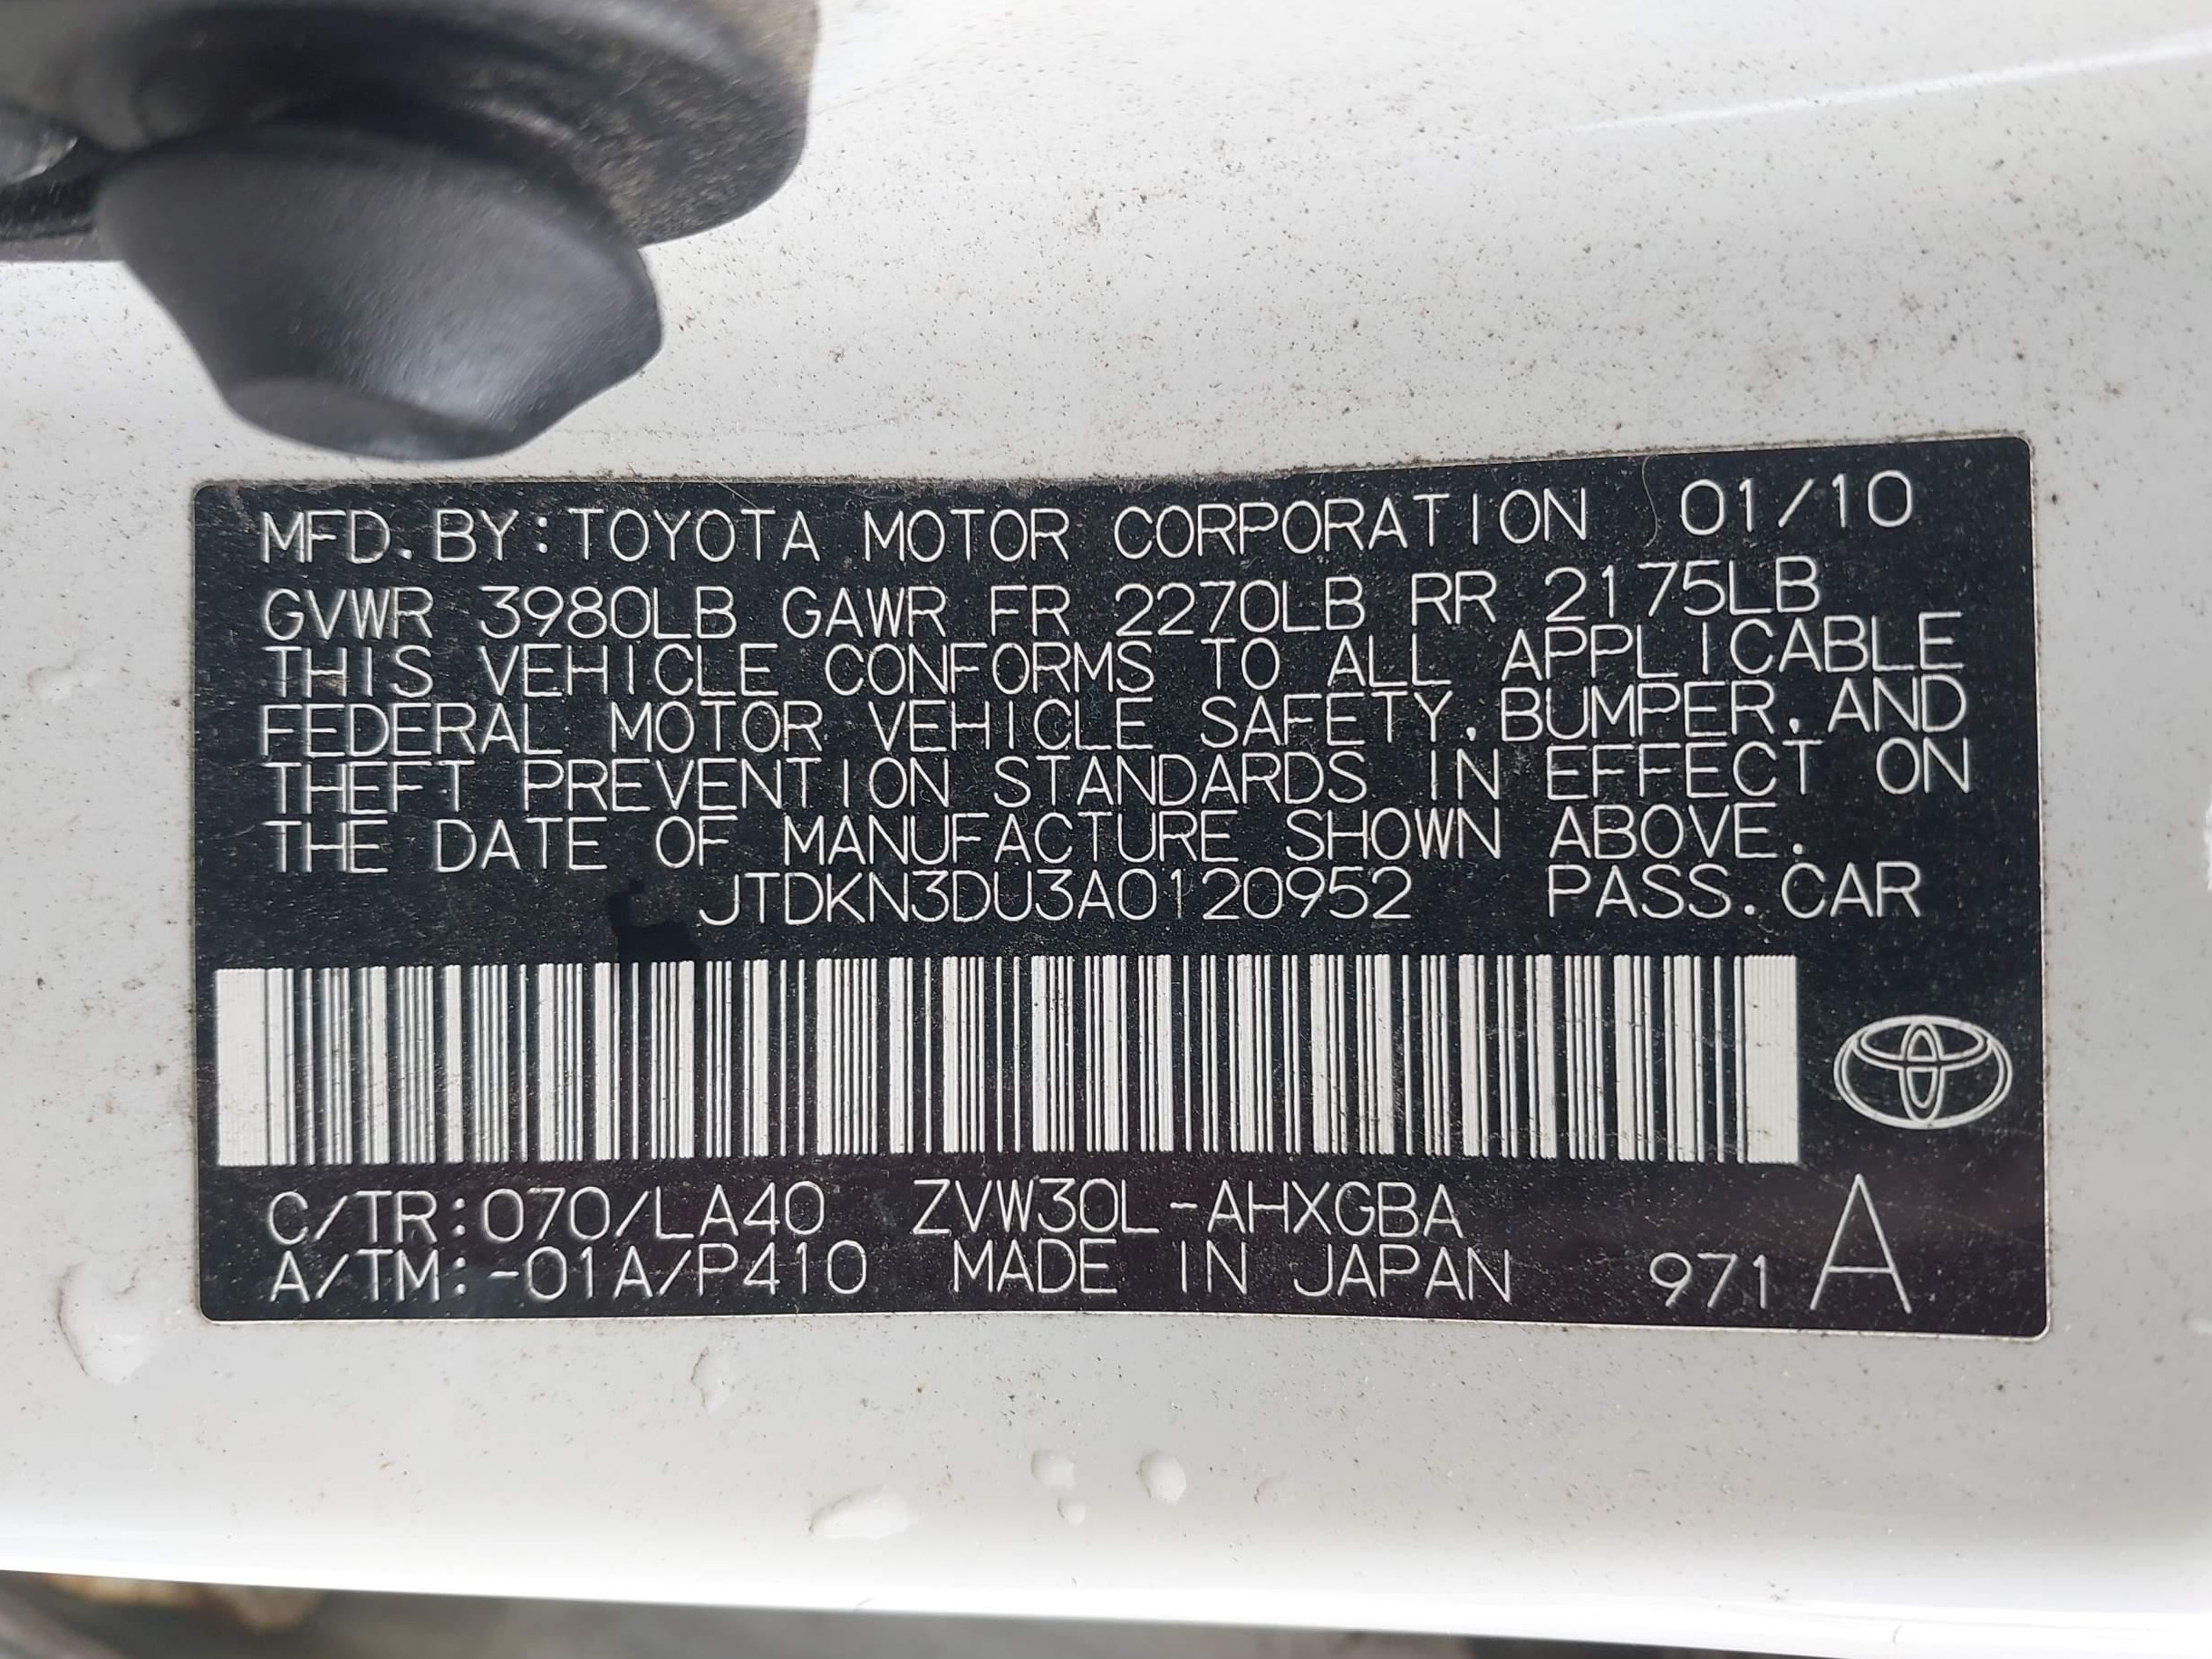 MFD. BY: TOYOTA MOTOR CORPORATION 01/10
GVWR 3980LB GAWR FR 2270LB RR 2175LB
THIS VEHICLE CONFORMS TO ALL APPLICABLE
FEDERAL MOTOR VEHICLE SAFETY, BUMPER, AND
THEFT PREVENTION STANDARDS IN EFFECT ON
THE DATE OF MANUFACTURE SHOWN ABOVE.
JTDKN3DU3A0120952 PASS. CAR
C/TR: 070/LA40 ZVW30L-AHXGBA
A/TM: -01A/P410 MADE IN JAPAN 971 A